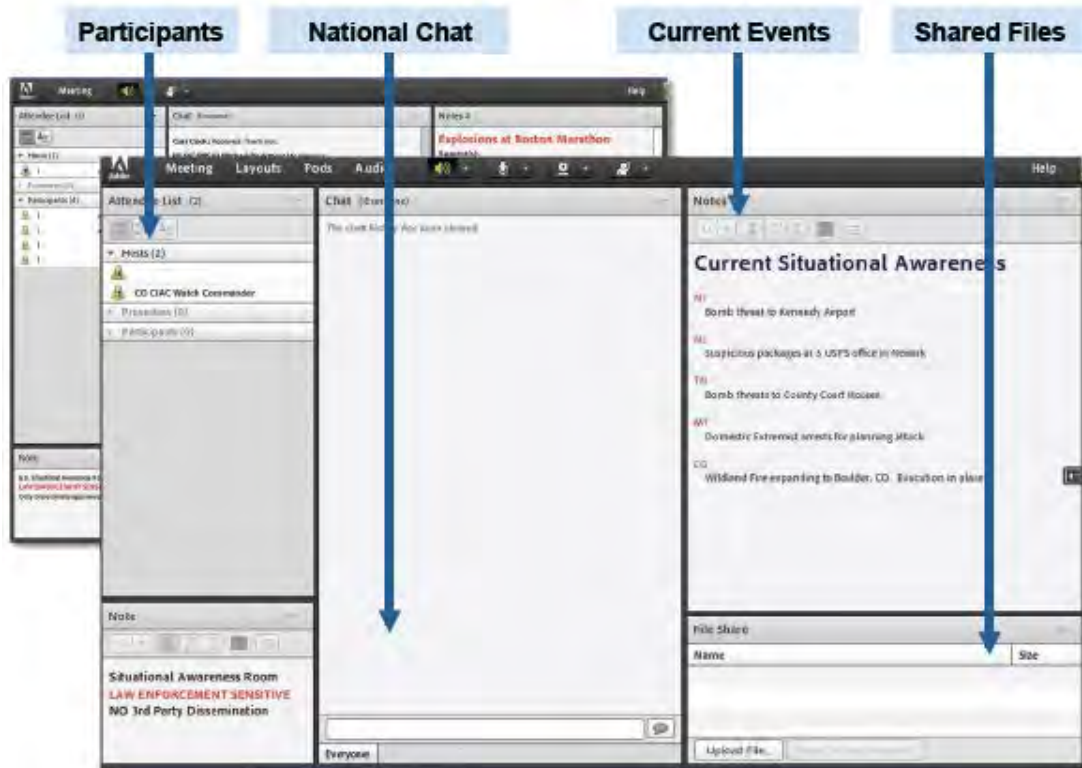 Participants
National Chat
Current Events
Shared Files
Meeting
Help
Attendee List
Chat
Notes 4
Explosions at Boston Marathon
Adobe
Meeting Layouts Pods Audio
Help
Attendee List (2)
Hosts (2)
CO CIAC Watch Commander
Presenters (0)
Participants (0)
Chat (Everyone)
The chat history has been cleared
Notes
Current Situational Awareness
NY
Bomb threat to Kennedy Airport
NJ
Suspicious packages at 5 USPS office in Newark
TN
Bomb threats to County Court Houses
MT
Domestic Extremist arrests for planning attack
CO
Wildland Fire expanding to Boulder, CO. in place
Note
LAW ENFORCEMENT
Note
Situational Awareness Room
LAW ENFORCEMENT SENSITIVE
NO 3rd Party Dissemination
Everyone
File Share
Name
Size
Upload File...